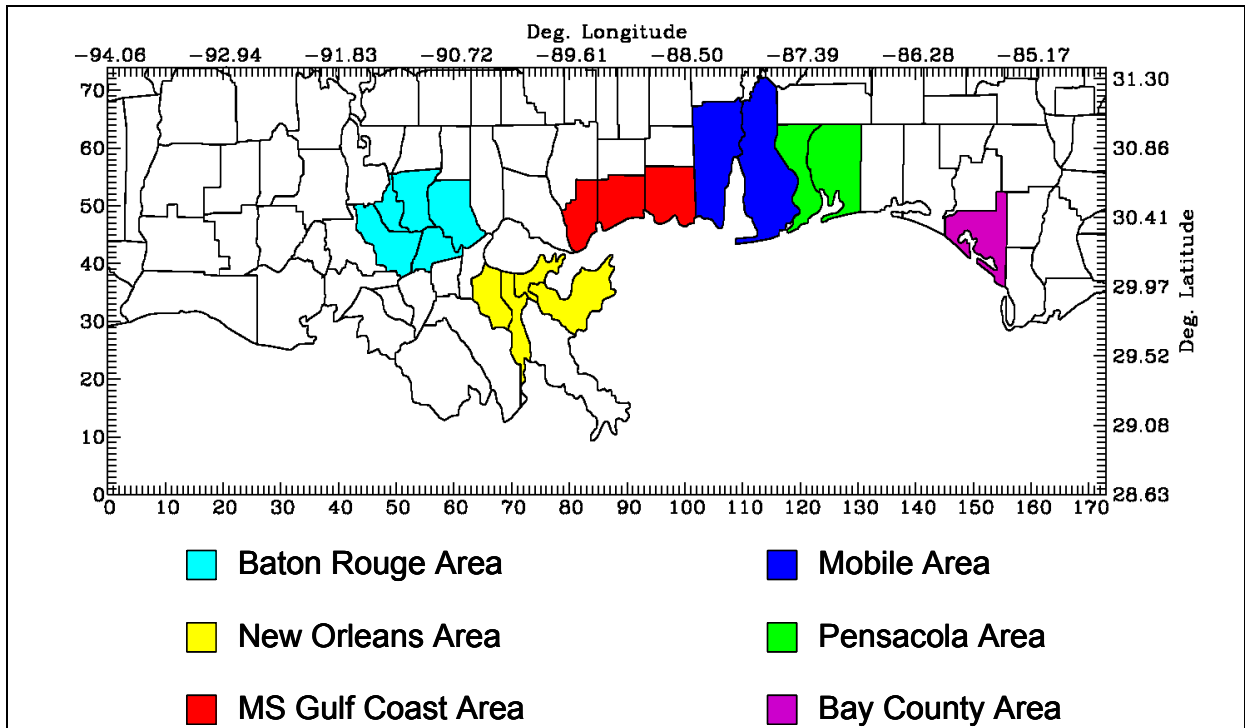 Deg. Longitude
−94.06 −92.94 −91.83 −90.72 −89.61 −88.50 −87.39 −86.28 −85.17
70 31.30
60 30.86
50 30.41
40 29.97
30 29.52
20 29.08
10 28.63
0
Deg. Latitude
0 10 20 30 40 50 60 70 80 90 100 110 120 130 140 150 160 170
Baton Rouge Area Mobile Area
New Orleans Area Pensacola Area
MS Gulf Coast Area Bay County Area